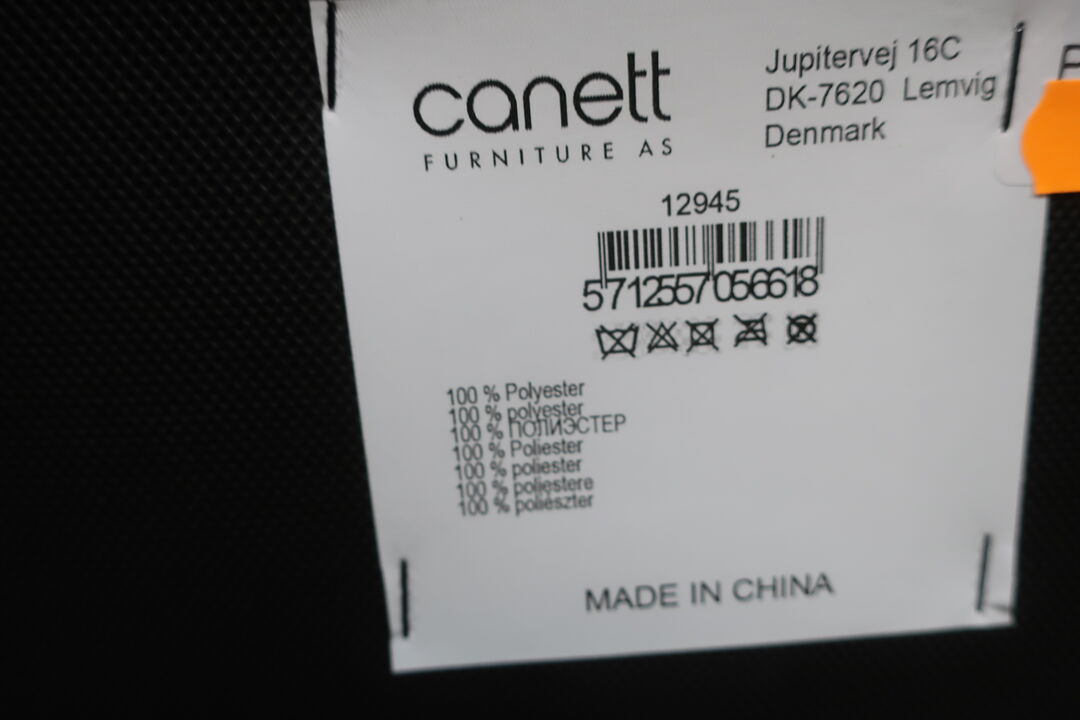 canett
FURNITURE AS
Jupitervej 16C
DK-7620 Lemvig
Denmark
12945
5712557056618
100 % Polyester
100 % polyester
100 % ПОЛИЭСТЕР
100 % Poliester
100 % poliester
100 % poliestere
100 % poliészter
MADE IN CHINA